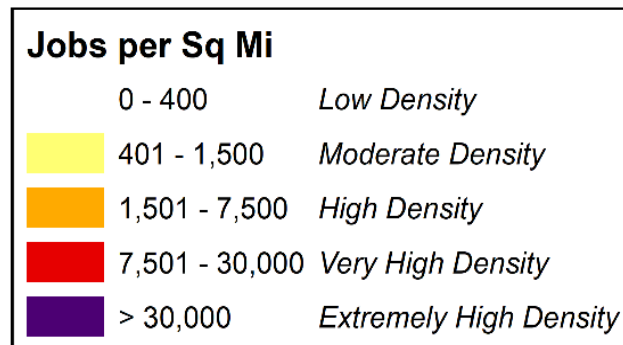 Jobs per Sq Mi
0 - 400 Low Density
401 - 1,500 Moderate Density
1,501 - 7,500 High Density
7,501 - 30,000 Very High Density
> 30,000 Extremely High Density